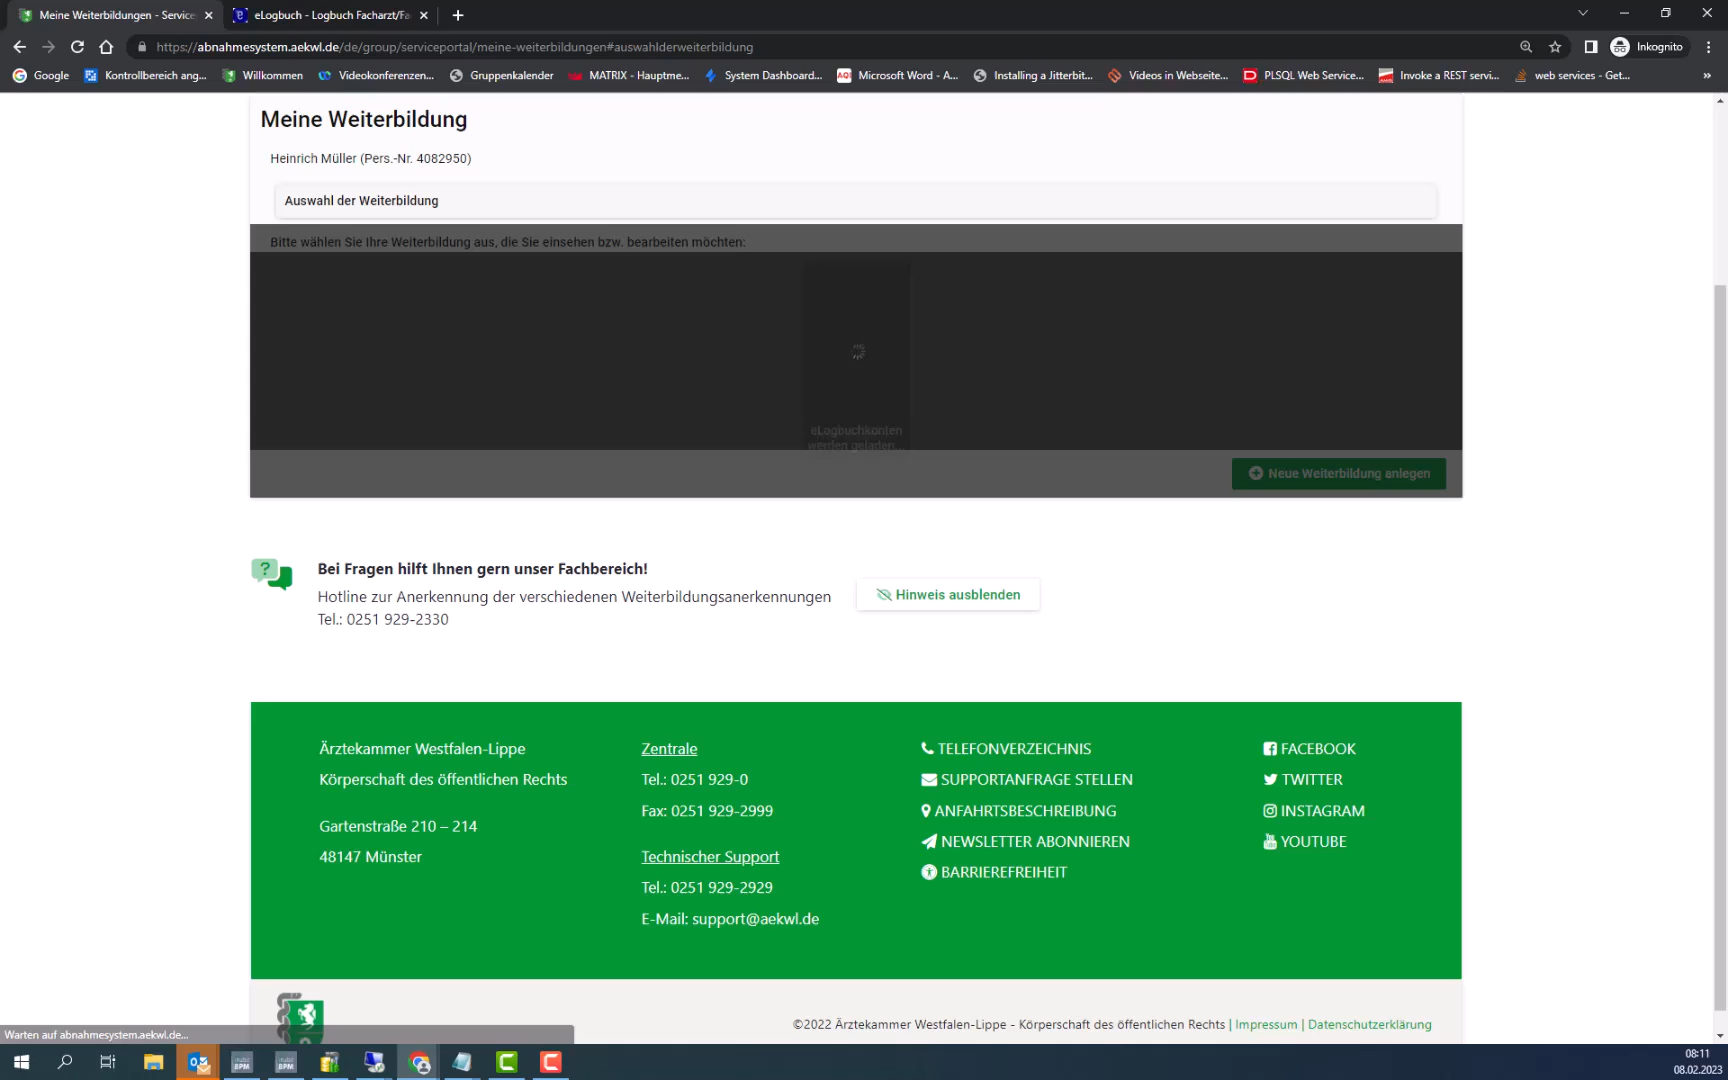 Meine Weiterbildungen - Service
eLogbuch - Logbuch Facharzt/Fa
https://abnahmesystem.aekwl.de/de/group/serviceportal/meine-weiterbildungen#auswahlderweiterbildung
Inkognito
Google
Kontrollbereich ang...
Willkommen
Videokonferenzen...
Gruppenkalender
MATRIX - Hauptme...
System Dashboard...
Microsoft Word - A...
Installing a Jitterbit...
Videos in Webseite...
PLSQL Web Service...
Invoke a REST servi...
web services - Get...
Meine Weiterbildung
Heinrich Müller (Pers.-Nr. 4082950)
Auswahl der Weiterbildung
Bitte wählen Sie Ihre Weiterbildung aus, die Sie einsehen bzw. bearbeiten möchten:
eLogbuchkonten
werden geladen...
Neue Weiterbildung anlegen
Bei Fragen hilft Ihnen gern unser Fachbereich!
Hotline zur Anerkennung der verschiedenen Weiterbildungsanerkennungen
Tel.: 0251 929-2330
Hinweis ausblenden
Ärztekammer Westfalen-Lippe
Körperschaft des öffentlichen Rechts
Gartenstraße 210 – 214
48147 Münster
Zentrale
Tel.: 0251 929-0
Fax: 0251 929-2999
Technischer Support
Tel.: 0251 929-2929
E-Mail: support@aekwl.de
TELEFONVERZEICHNIS
SUPPORTANFRAGE STELLEN
ANFAHRTSBESCHREIBUNG
NEWSLETTER ABONNIEREN
BARRIEREFREIHEIT
FACEBOOK
TWITTER
INSTAGRAM
YOUTUBE
©2022 Ärztekammer Westfalen-Lippe - Körperschaft des öffentlichen Rechts | Impressum | Datenschutzerklärung
Warten auf abnahmesystem.aekwl.de...
08:11
08.02.2023